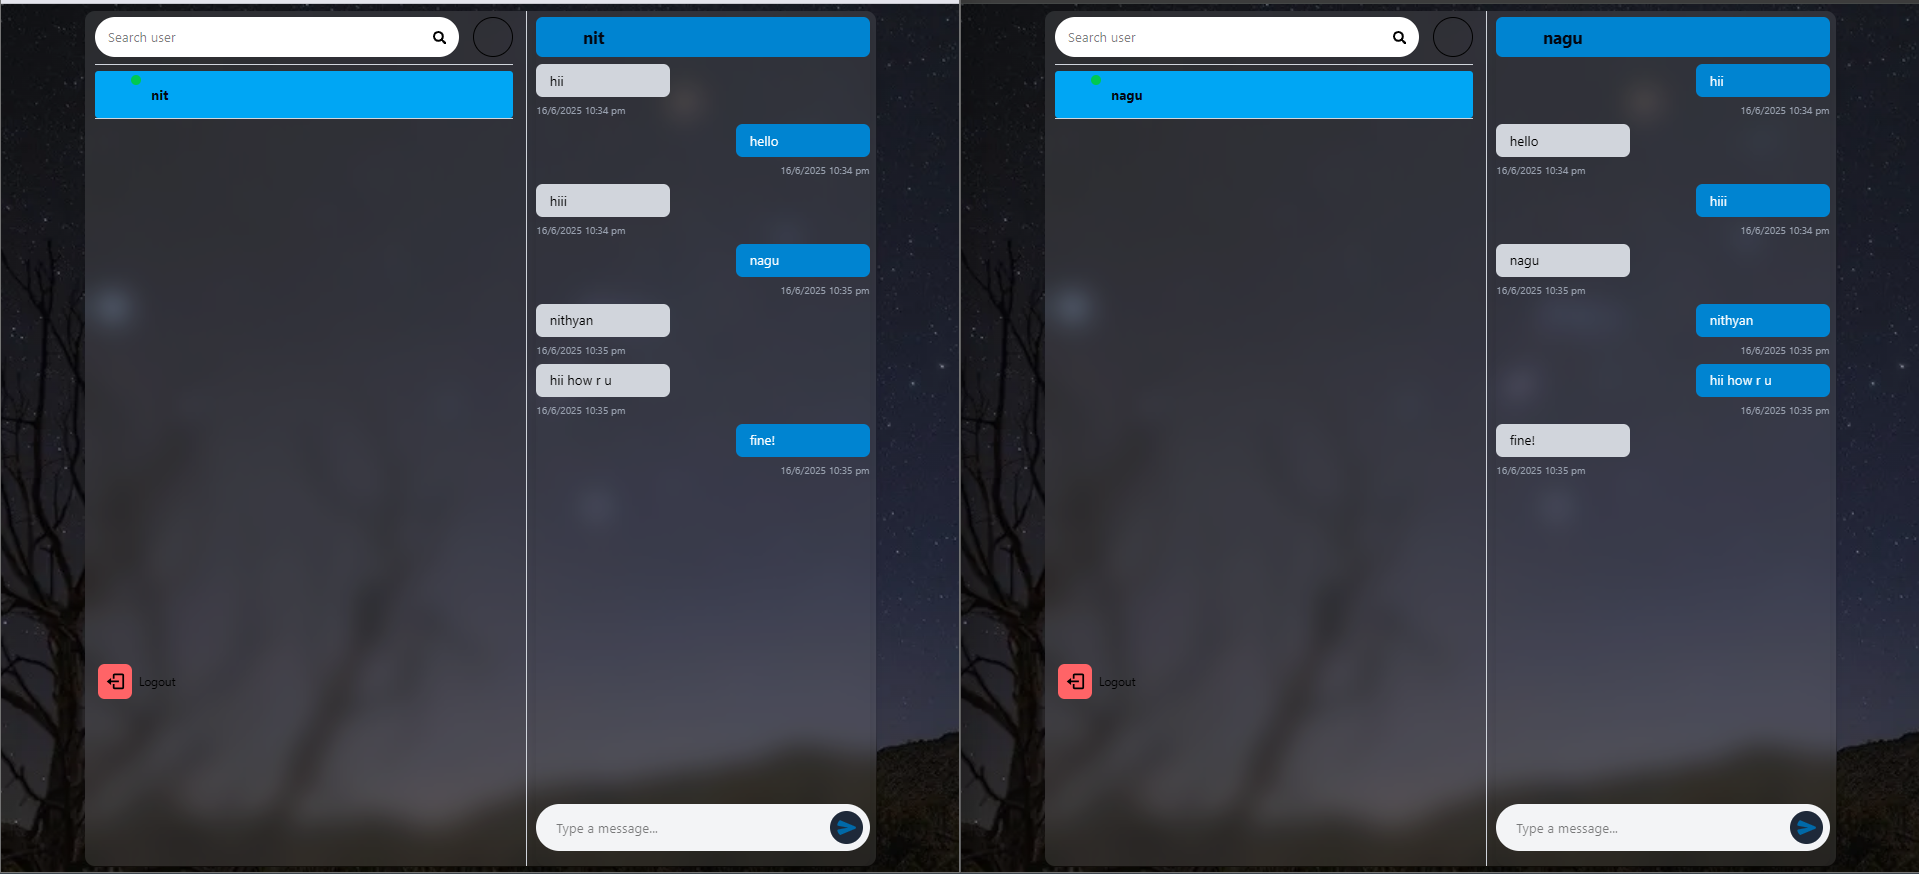 Search user
nit
Logout
nit
hii
16/6/2025 10:34 pm
hello
16/6/2025 10:34 pm
hiii
16/6/2025 10:34 pm
nagu
16/6/2025 10:35 pm
nithyan
16/6/2025 10:35 pm
hii how r u
16/6/2025 10:35 pm
fine!
16/6/2025 10:35 pm
Type a message...
Search user
nagu
Logout
nagu
hii
16/6/2025 10:34 pm
hello
16/6/2025 10:34 pm
hiii
16/6/2025 10:34 pm
nagu
16/6/2025 10:35 pm
nithyan
16/6/2025 10:35 pm
hii how r u
16/6/2025 10:35 pm
fine!
16/6/2025 10:35 pm
Type a message...